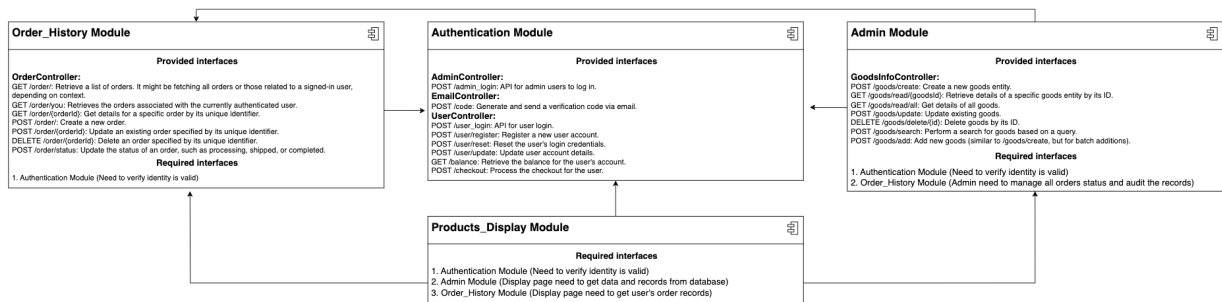 Order_History Module
Provided interfaces
OrderController:
GET /order/: Retrieve a list of orders. It might be fetching all orders or those related to a signed-in user,
depending on context.
GET /order/you: Retrieves the orders associated with the currently authenticated user.
GET /order/{orderId}: Get details for a specific order by its unique identifier.
POST /order/: Create a new order.
POST /order/{orderId}: Update an existing order specified by its unique identifier.
DELETE /order/{orderId}: Delete an order specified by its unique identifier.
POST /order/status: Update the status of an order, such as processing, shipped, or completed.
Required interfaces
1. Authentication Module (Need to verify identity is valid)
Authentication Module
Provided interfaces
AdminController:
POST /admin_login: API for admin users to log in.
EmailController:
POST /code: Generate and send a verification code via email.
UserController:
POST /user_login: API for user login.
POST /user/register: Register a new user account.
POST /user/reset: Reset the user's login credentials.
POST /user/update: Update user account details.
GET /balance: Retrieve the balance for the user's account.
POST /checkout: Process the checkout for the user.
Admin Module
Provided interfaces
GoodsInfoController:
POST /goods/create: Create a new goods entity.
GET /goods/read/{goodsId}: Retrieve details of a specific goods entity by its ID.
GET /goods/read/all: Get details of all goods.
POST /goods/update: Update existing goods.
DELETE /goods/delete/{id}: Delete goods by its ID.
POST /goods/search: Perform a search for goods based on a query.
POST /goods/add: Add new goods (similar to /goods/create, but for batch additions).
Required interfaces
1. Authentication Module (Need to verify identity is valid)
2. Order_History Module (Admin need to manage all orders status and audit the records)
Products_Display Module
Required interfaces
1. Authentication Module (Need to verify identity is valid)
2. Admin Module (Display page need to get data and records from database)
3. Order_History Module (Display page need to get user's order records)